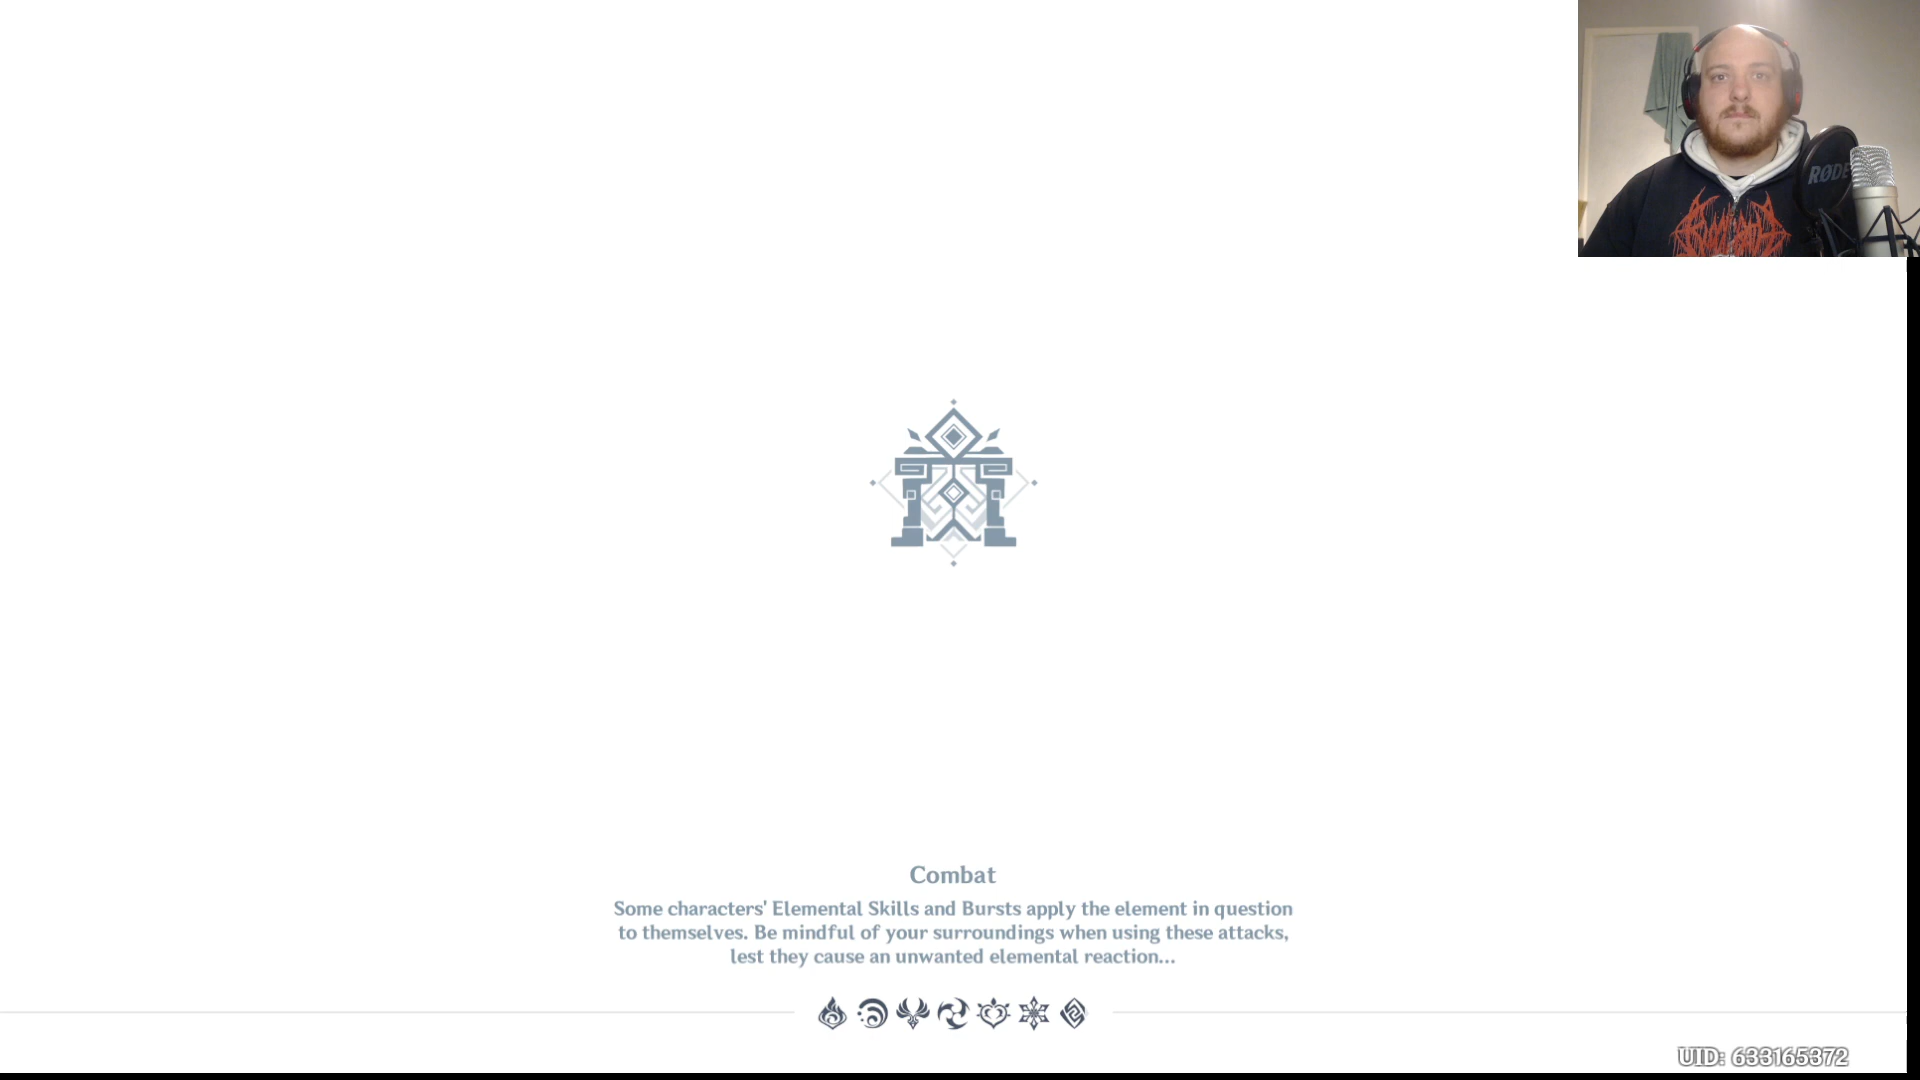 RØDE
Combat
Some characters' Elemental Skills and Bursts apply the element in question
to themselves. Be mindful of your surroundings when using these attacks,
lest they cause an unwanted elemental reaction...
UID: 633165372